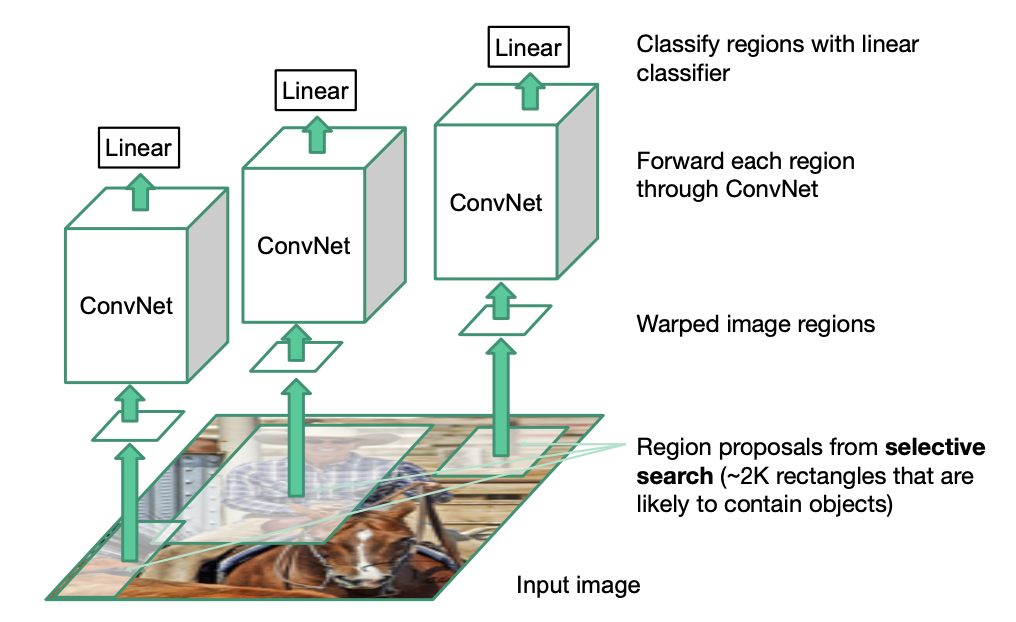 Linear
Linear
Linear
Classify regions with linear
classifier
ConvNet
ConvNet
ConvNet
Forward each region
through ConvNet
Warped image regions
Region proposals from selective
search (~2K rectangles that are
likely to contain objects)
Input image